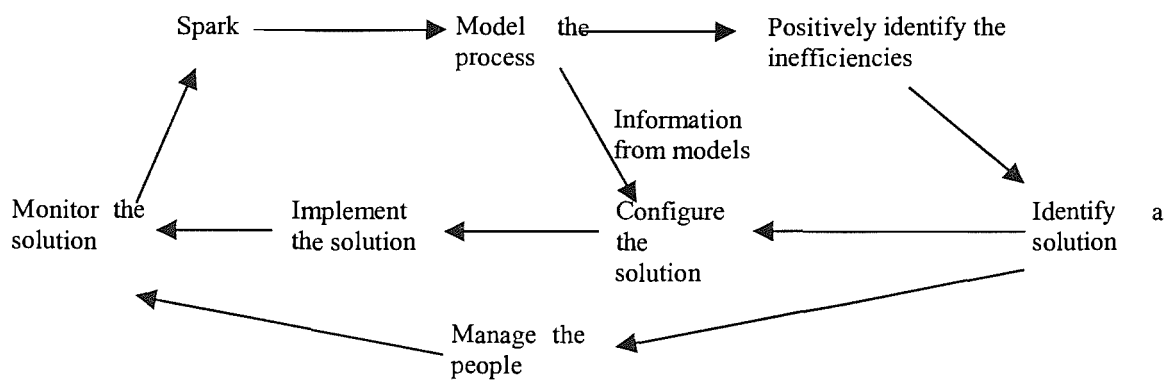 Spark
Model the
process
Positively identify the
inefficiencies
Information
from models
Monitor the
solution
Implement
the solution
Configure
the
solution
Identify a
solution
Manage the
people